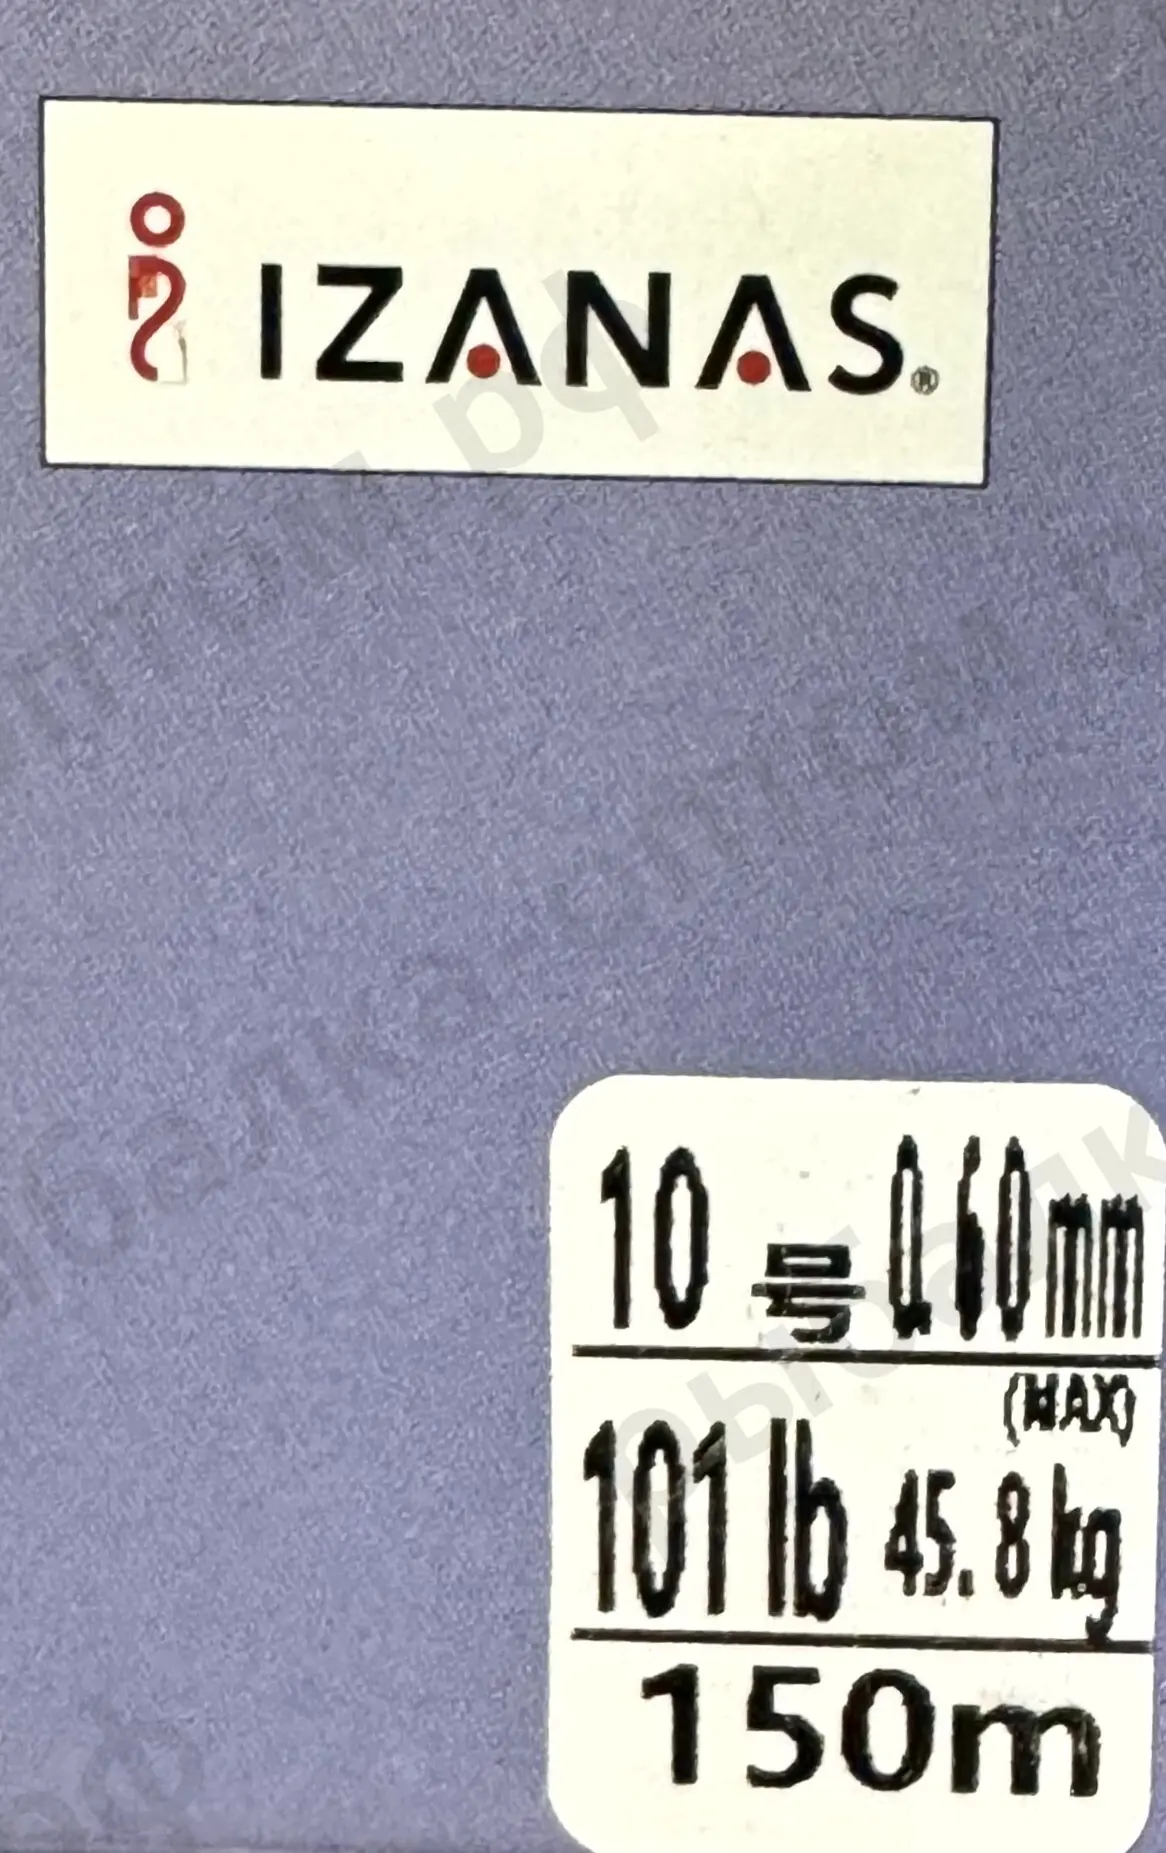 IZANAS®
10 号 0.60mm
(MAX)
101 lb 45.8 kg
150m